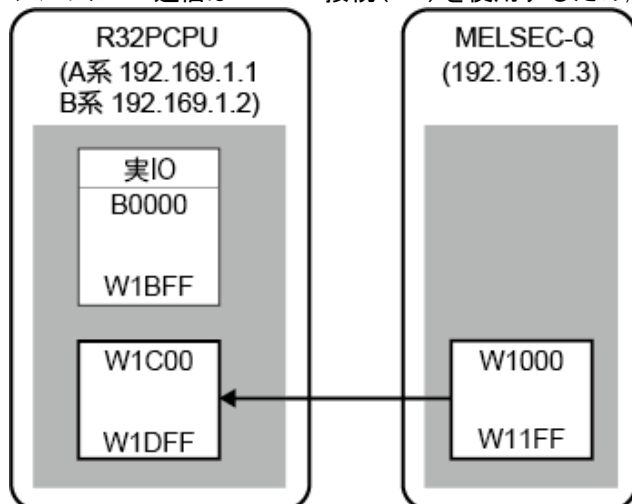 R32PCPU
(A系 192.169.1.1
B系 192.169.1.2)
実IO
B0000
W1BFF
W1C00
W1DFF
MELSEC-Q
(192.169.1.3)
W1000
W11FF